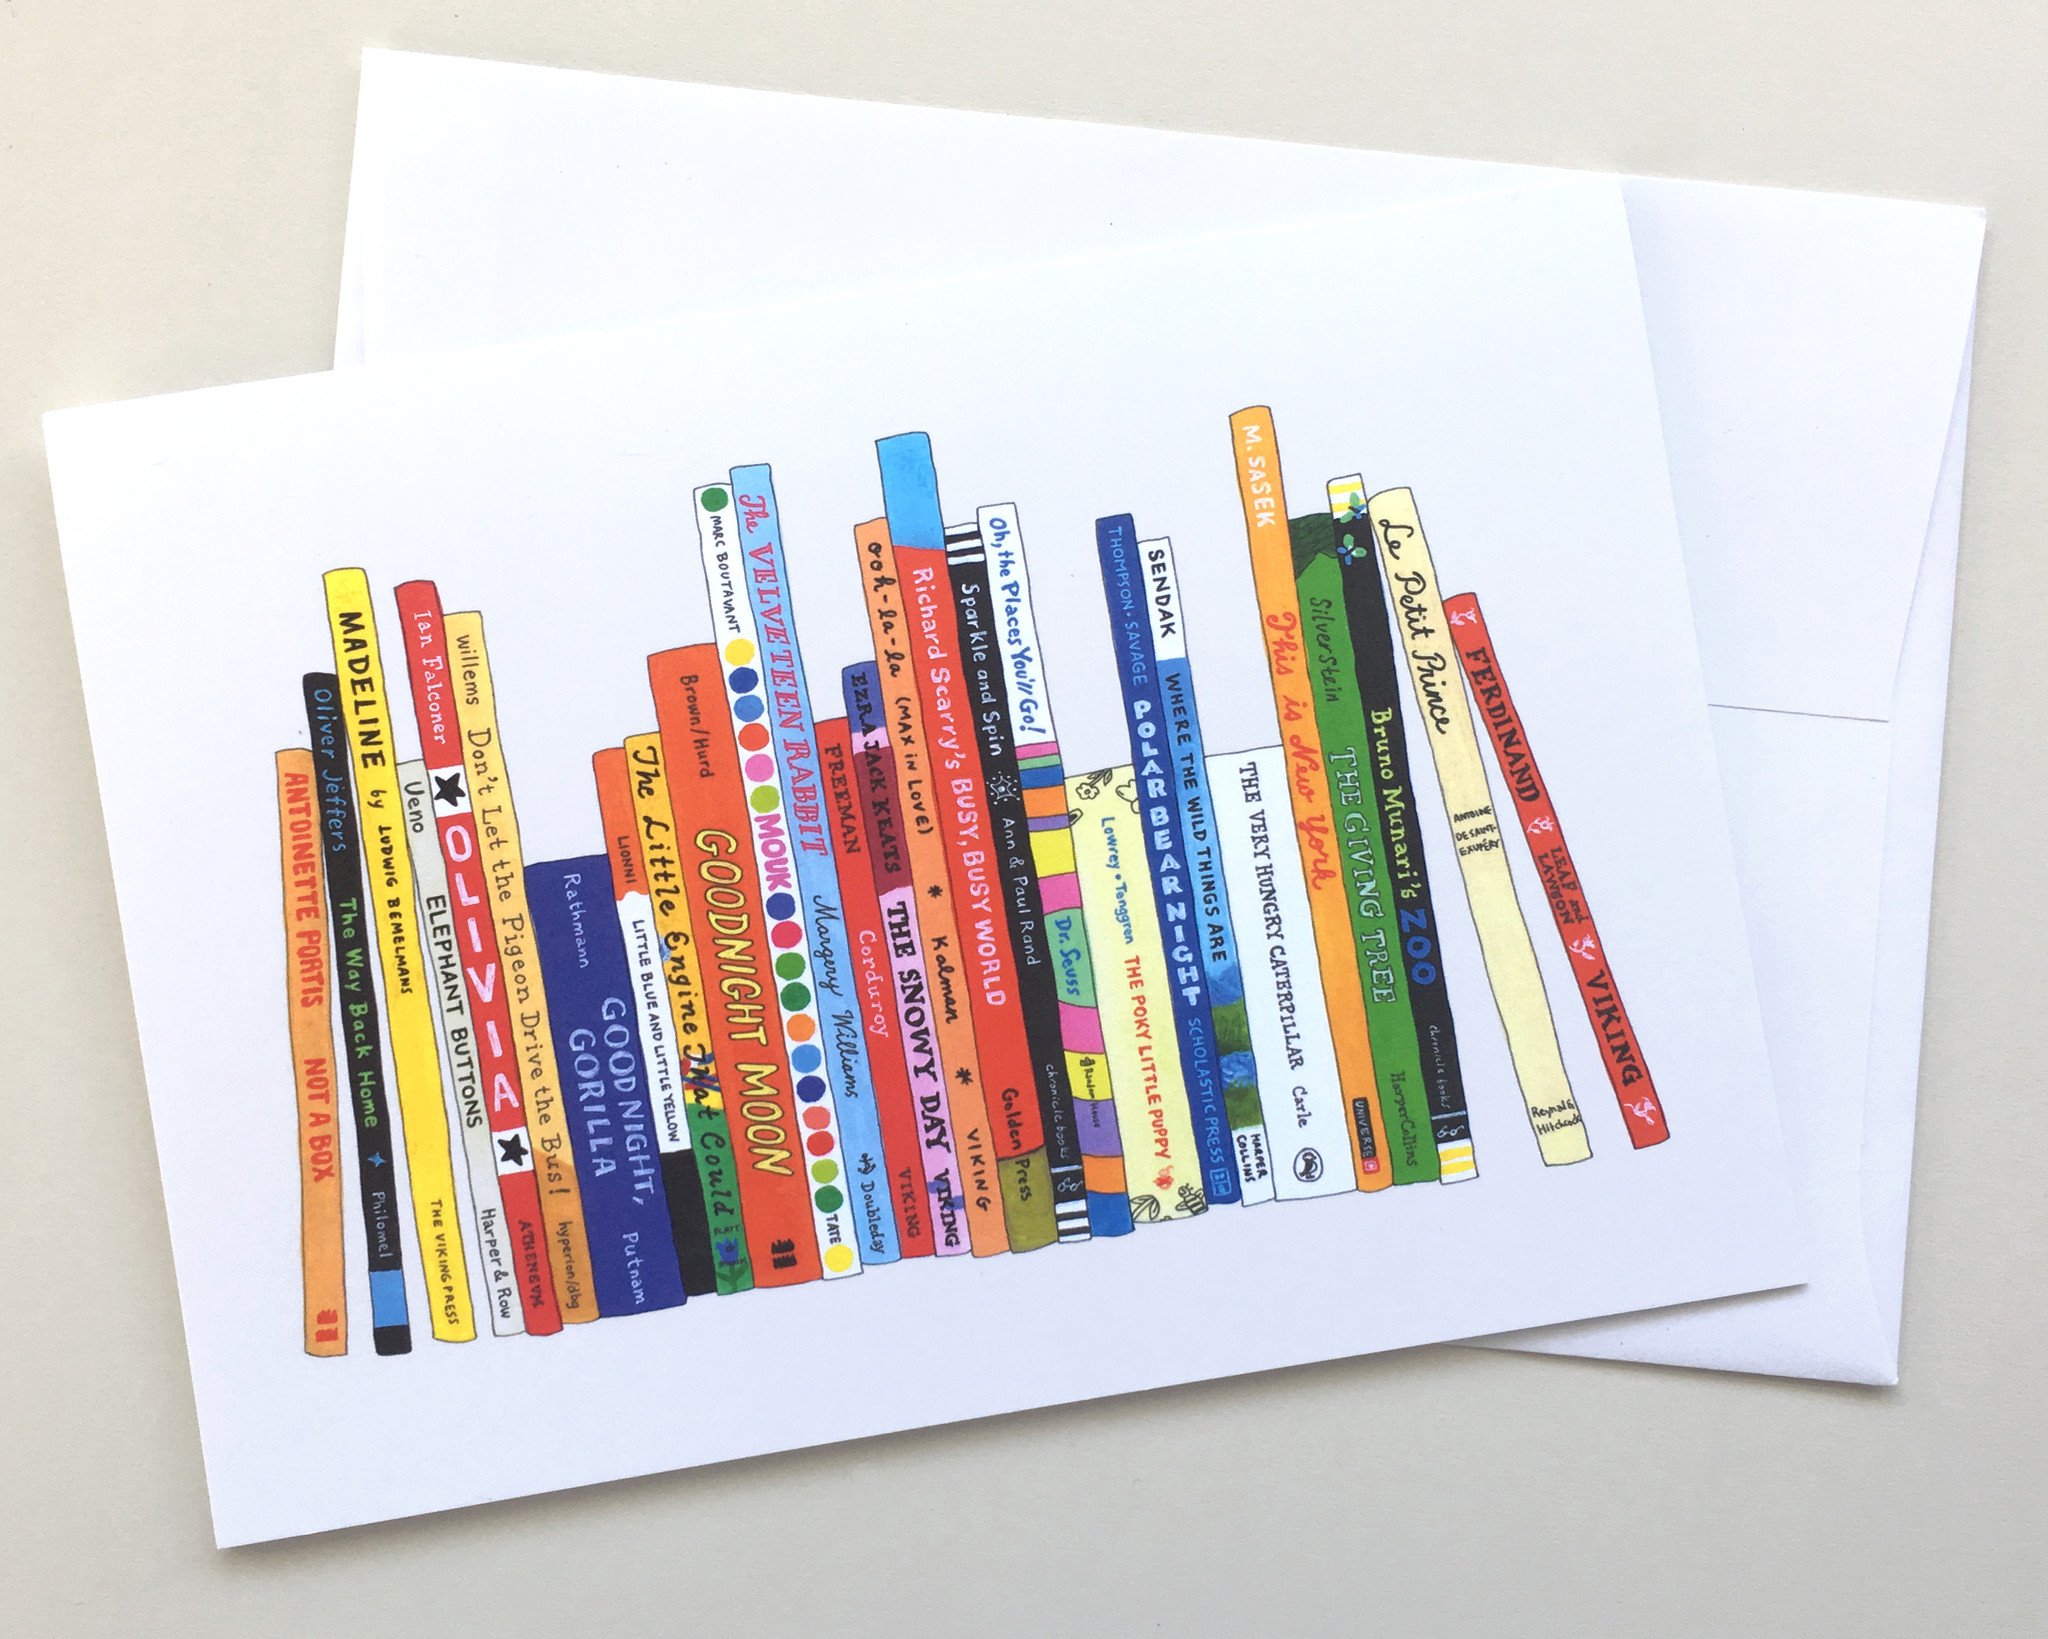 ANTOINETTE PORTIS NOT A BOX
Oliver Jeffers The Way Back Home Philomel
MADELINE by LUDWIG BEMELMANS THE VIKING PRESS
Ueno ELEPHANT BUTTONS Harper & Row
Ian Falconer OLIVIA ATHENEUM
Willems Don't Let the Pigeon Drive the Bus! hyperion/dbg
Rathmann GOODNIGHT, GORILLA Putnam
LIONNI LITTLE BLUE AND LITTLE YELLOW
The Little Engine That Could
Brown/Hurd GOODNIGHT MOON
MARC BOUTAVANT MOUK TATE
The VELVETEEN RABBIT Margery Williams Doubleday
FREEMAN Corduroy VIKING
EZRA JACK KEATS THE SNOWY DAY VIKING
ooh-la-la (MAX IN LOVE) * Kalman * VIKING
Richard Scarry's BUSY, BUSY WORLD Golden Press
Sparkle and Spin Ann & Paul Rand chronicle books
Oh, the Places You'll Go! Dr. Seuss Random House
Lowrey • Tenggren THE POKY LITTLE PUPPY
THOMPSON • SAVAGE POLAR BEAR NIGHT SCHOLASTIC PRESS
SENDAK WHERE THE WILD THINGS ARE HARPER COLLINS
THE VERY HUNGRY CATERPILLAR Carle
M. SASEK This is New York UNIVERSE
Silverstein THE GIVING TREE HarperCollins
Bruno Munari's ZOO chronicle books
Le Petit Prince ANTOINE DE SAINT-EXUPÉRY Reynal & Hitchcock
FERDINAND LEAF and LAWSON VIKING